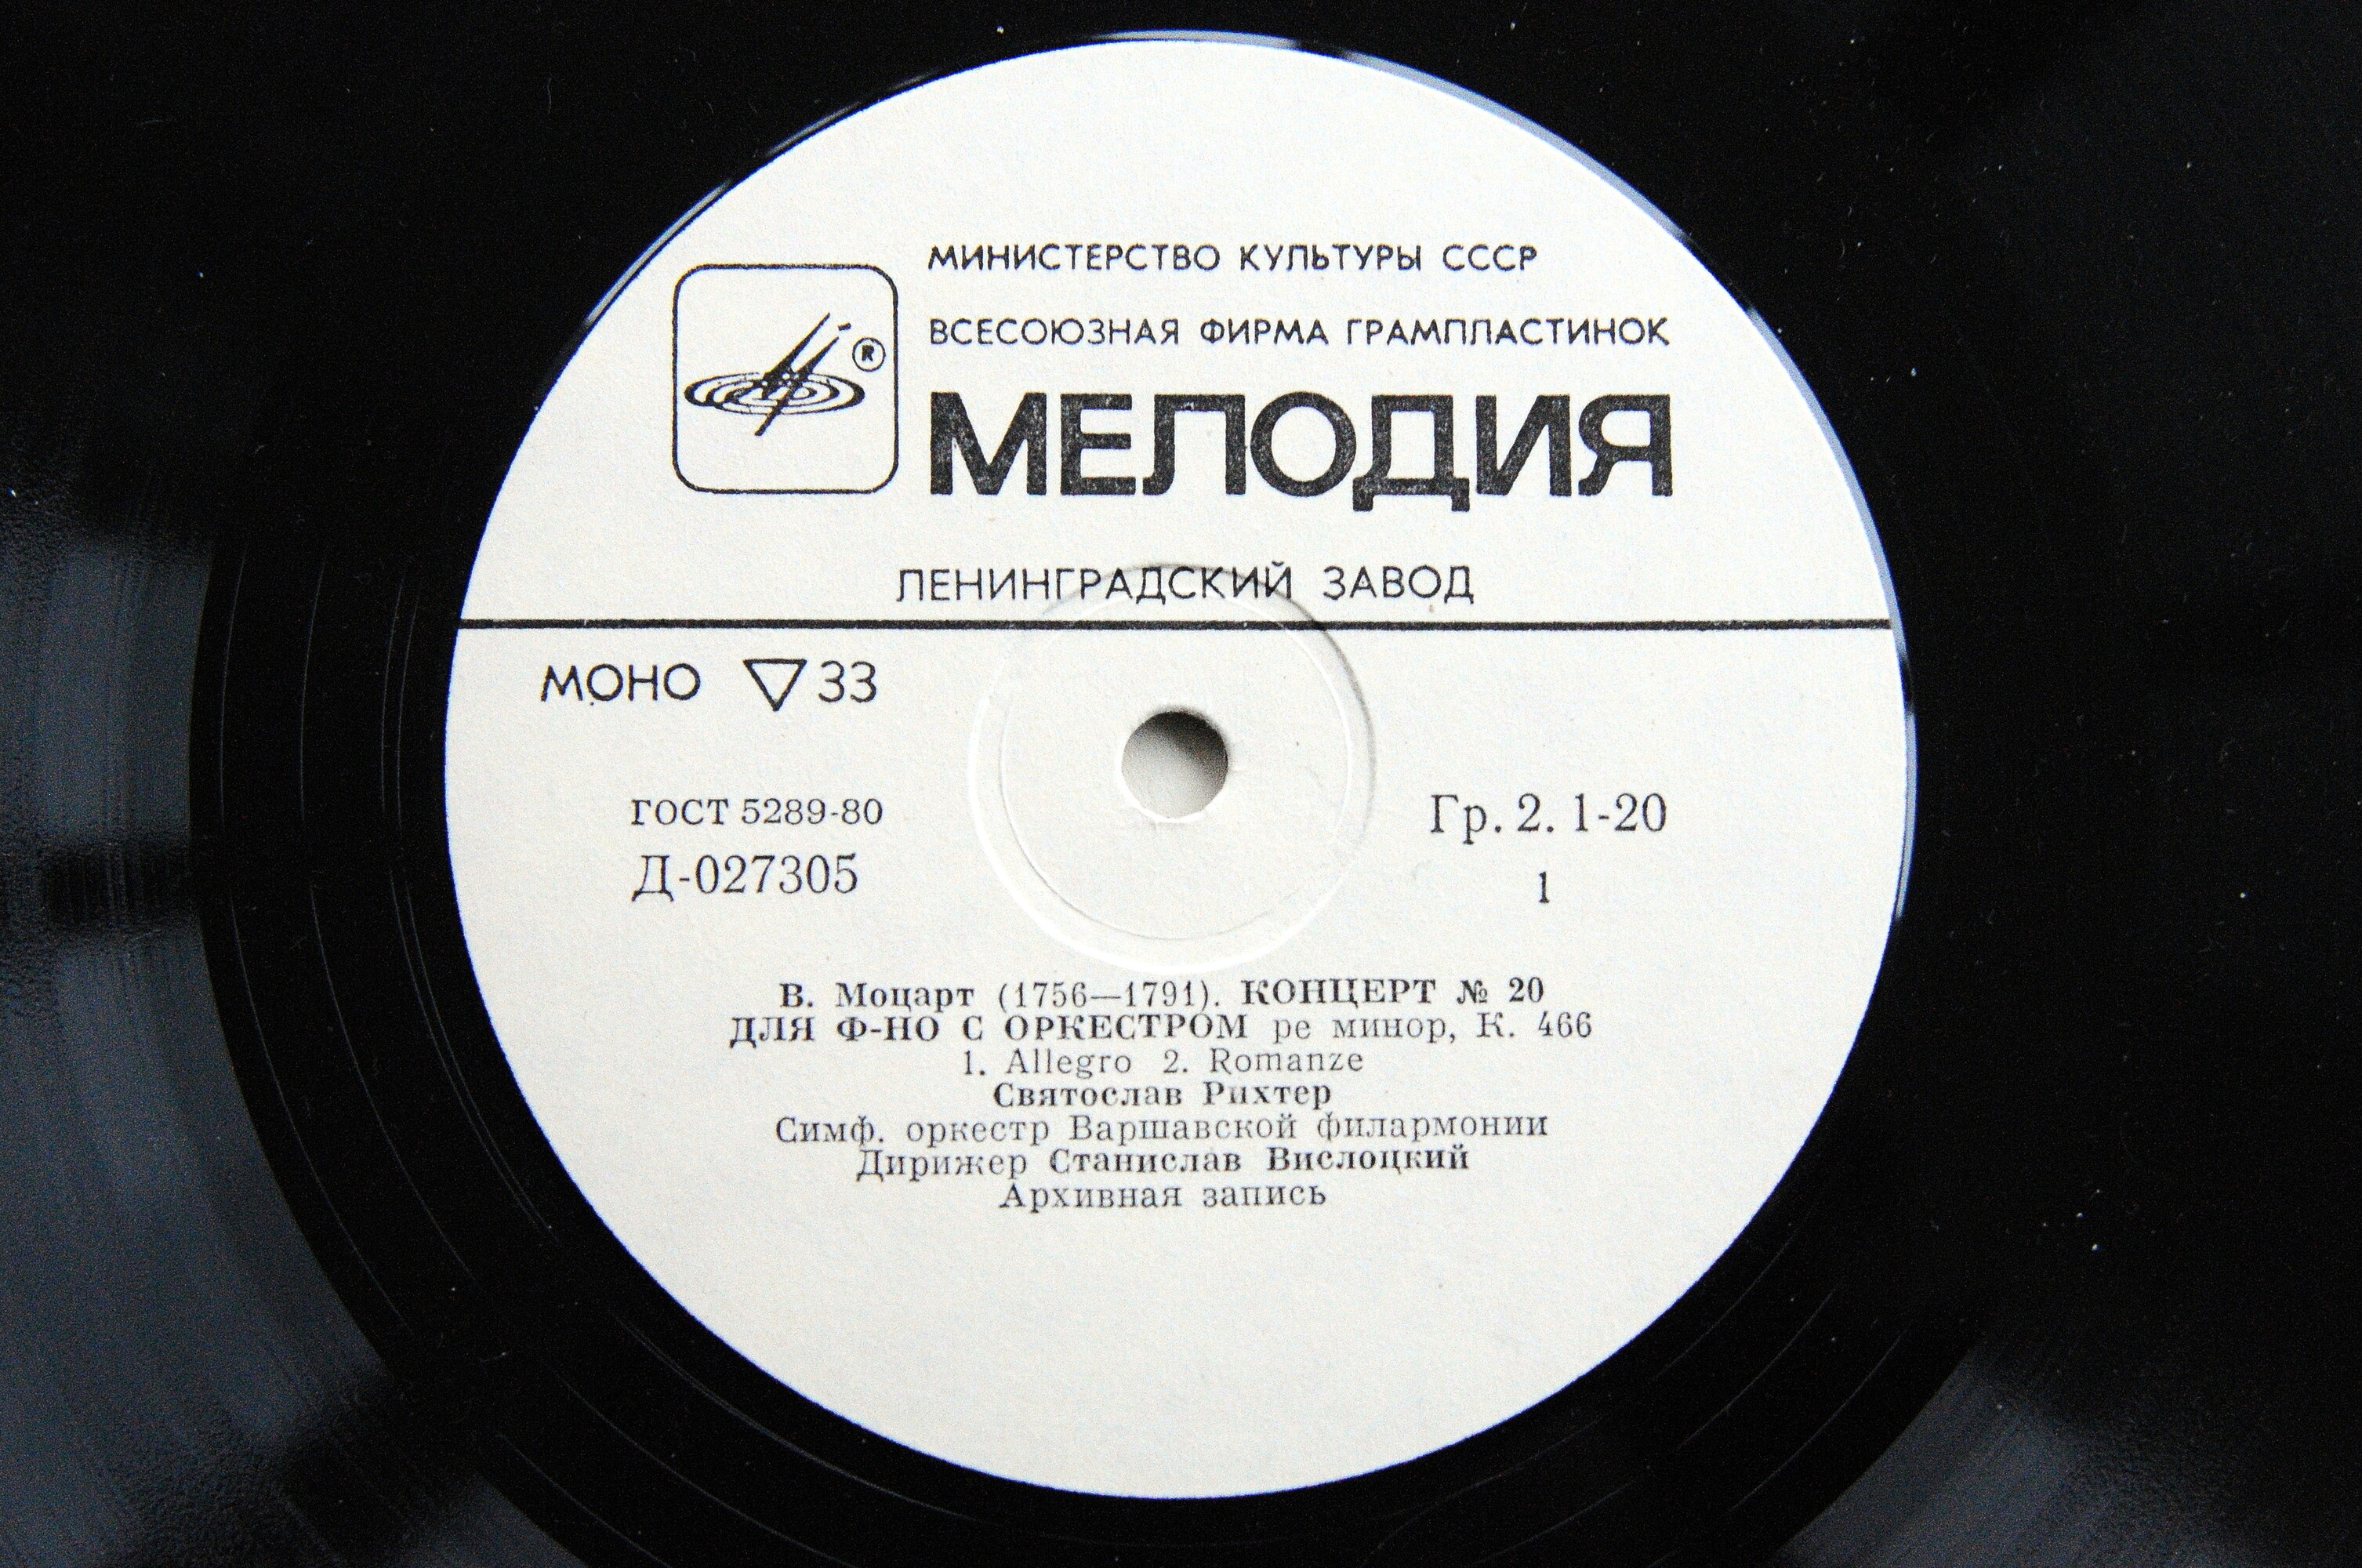 МИНИСТЕРСТВО КУЛЬТУРЫ СССР
ВСЕСОЮЗНАЯ ФИРМА ГРАМПЛАСТИНОК
®
МЕЛОДИЯ
ЛЕНИНГРАДСКИЙ ЗАВОД
МОНО ▽ 33
ГОСТ 5289-80
Гр. 2. 1-20
Д-027305
1
В. Моцарт (1756—1791). КОНЦЕРТ № 20
ДЛЯ Ф-НО С ОРКЕСТРОМ ре минор, К. 466
1. Allegro 2. Romanze
Святослав Рихтер
Симф. оркестр Варшавской филармонии
Дирижер Станислав Вислоцкий
Архивная запись